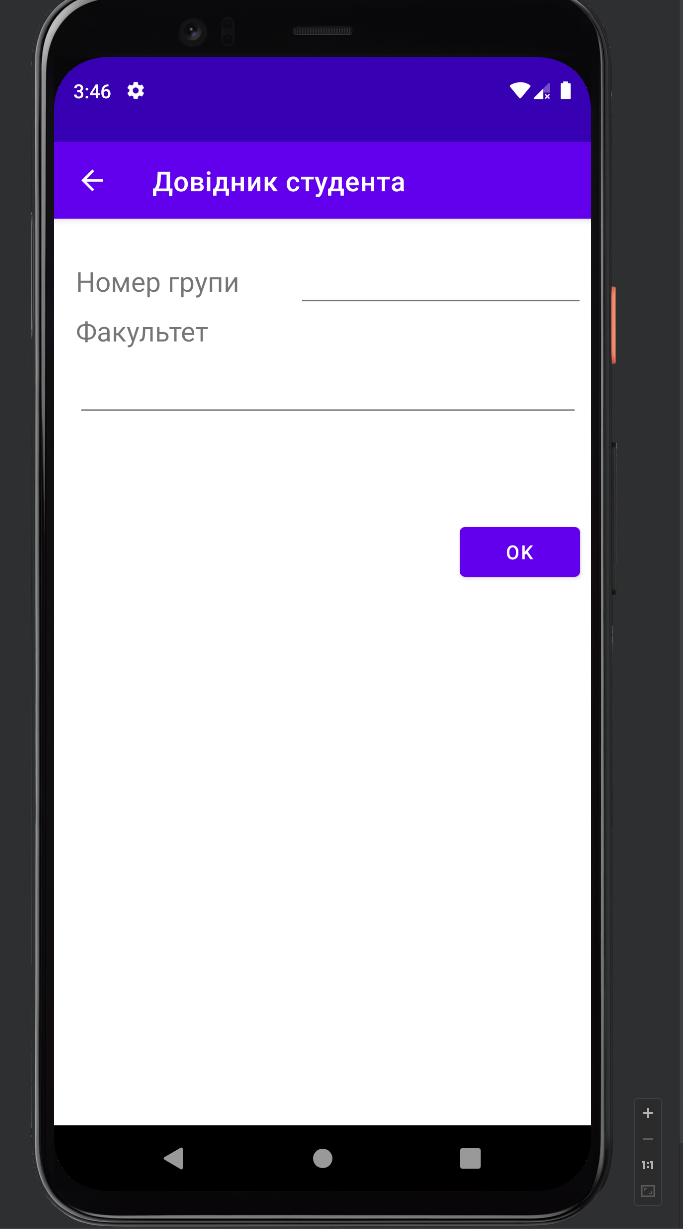 3:46
Довідник студента
Номер групи
Факультет
OK
1:1